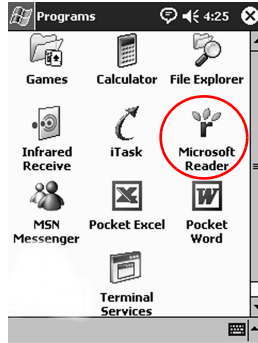 Programs 4:25
Games Calculator File Explorer
Infrared Receive iTask Microsoft Reader
MSN Messenger Pocket Excel Pocket Word
Terminal Services